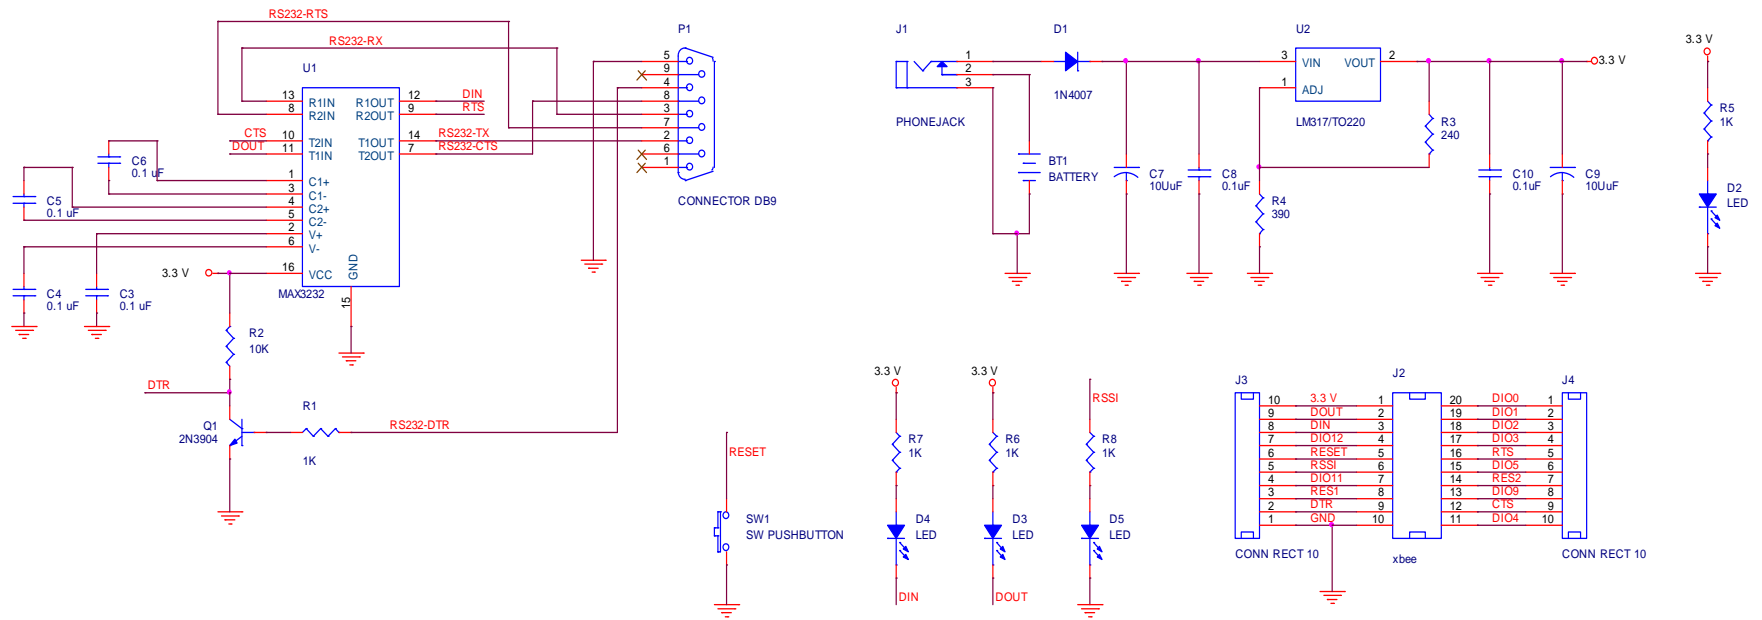 RS232-RTS
RS232-RX
U1
13 R1IN R1OUT 12 DIN
8 R2IN R2OUT 9 RTS
CTS 10 T2IN T1OUT 14 RS232-TX
DOUT 11 T1IN T2OUT 7 RS232-CTS
1 C1+
3 C1-
4 C2+
5 C2-
2 V+
6 V-
16 VCC
GND
15
MAX3232
C6
0.1 uF
C5
0.1 uF
C4
0.1 uF
C3
0.1 uF
3.3 V
R2
10K
DTR
Q1
2N3904
R1
1K
RS232-DTR
P1
5
9
4
8
3
7
2
6
1
CONNECTOR DB9
J1
1
2
3
PHONEJACK
D1
1N4007
BT1
BATTERY
C7
10UuF
C8
0.1uF
U2
3 VIN VOUT 2
1 ADJ
LM317/TO220
R3
240
R4
390
C10
0.1uF
C9
10UuF
3.3 V
3.3 V
R5
1K
D2
LED
RESET
SW1
SW PUSHBUTTON
3.3 V
R7
1K
D4
LED
DIN
3.3 V
R6
1K
D3
LED
DOUT
RSSI
R8
1K
D5
LED
J3 J2 J4
10 3.3 V 1 20 DIO0 1
9 DOUT 2 19 DIO1 2
8 DIN 3 18 DIO2 3
7 DIO12 4 17 DIO3 4
6 RESET 5 16 RTS 5
5 RSSI 6 15 DIO5 6
4 DIO11 7 14 RES2 7
3 RES1 8 13 DIO9 8
2 DTR 9 12 CTS 9
1 GND 10 11 DIO4 10
CONN RECT 10
xbee
CONN RECT 10